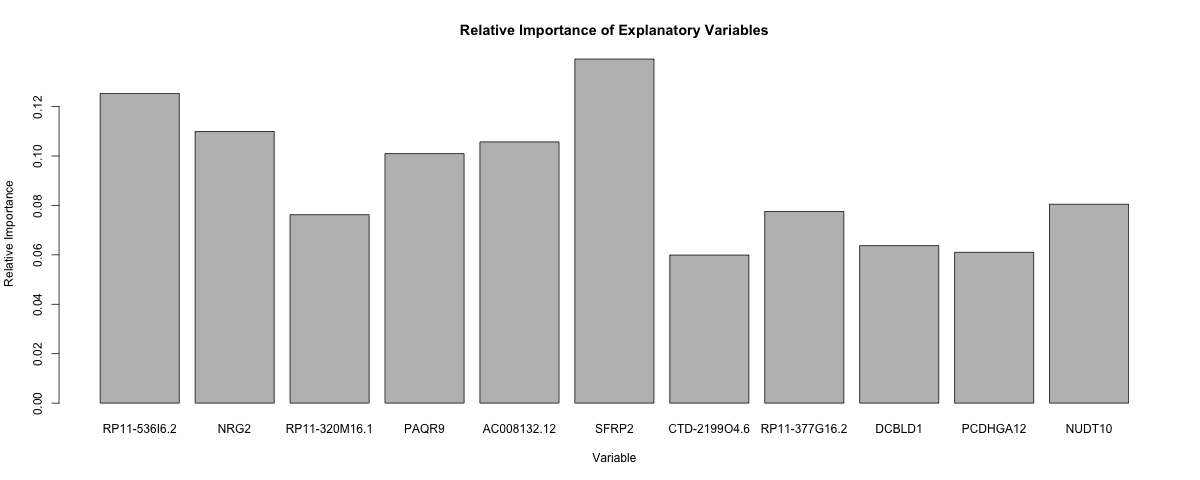 Relative Importance of Explanatory Variables
Relative Importance
0.12
0.10
0.08
0.06
0.04
0.02
0.00
RP11-536I6.2 NRG2 RP11-320M16.1 PAQR9 AC008132.12 SFRP2 CTD-2199O4.6 RP11-377G16.2 DCBLD1 PCDHGA12 NUDT10
Variable